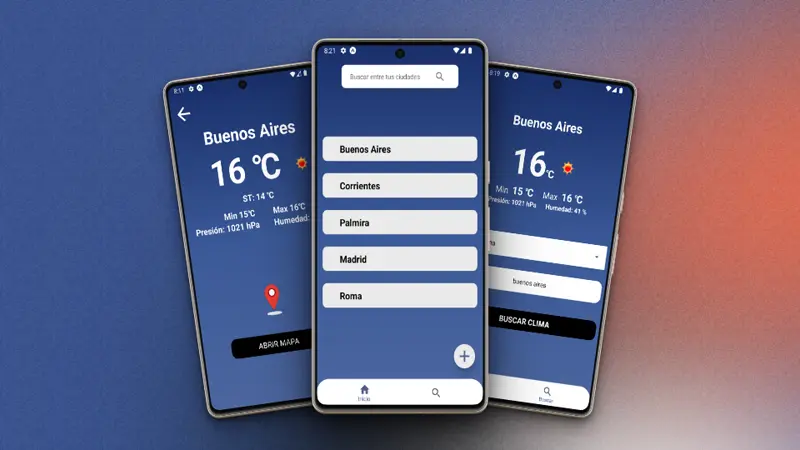 8:11
Buenos Aires
16 °C
ST: 14 °C
Min 15°C Max 16°C
Presión: 1021 hPa Humedad:
ABRIR MAPA
8:21
Buscar entre tus ciudades
Buenos Aires
Corrientes
Palmira
Madrid
Roma
+
Inicio
8:19
Buenos Aires
16°C
Min 15 °C Max 16 °C
Presión: 1021 hPa Humedad: 41 %
na
buenos aires
BUSCAR CLIMA
Buscar